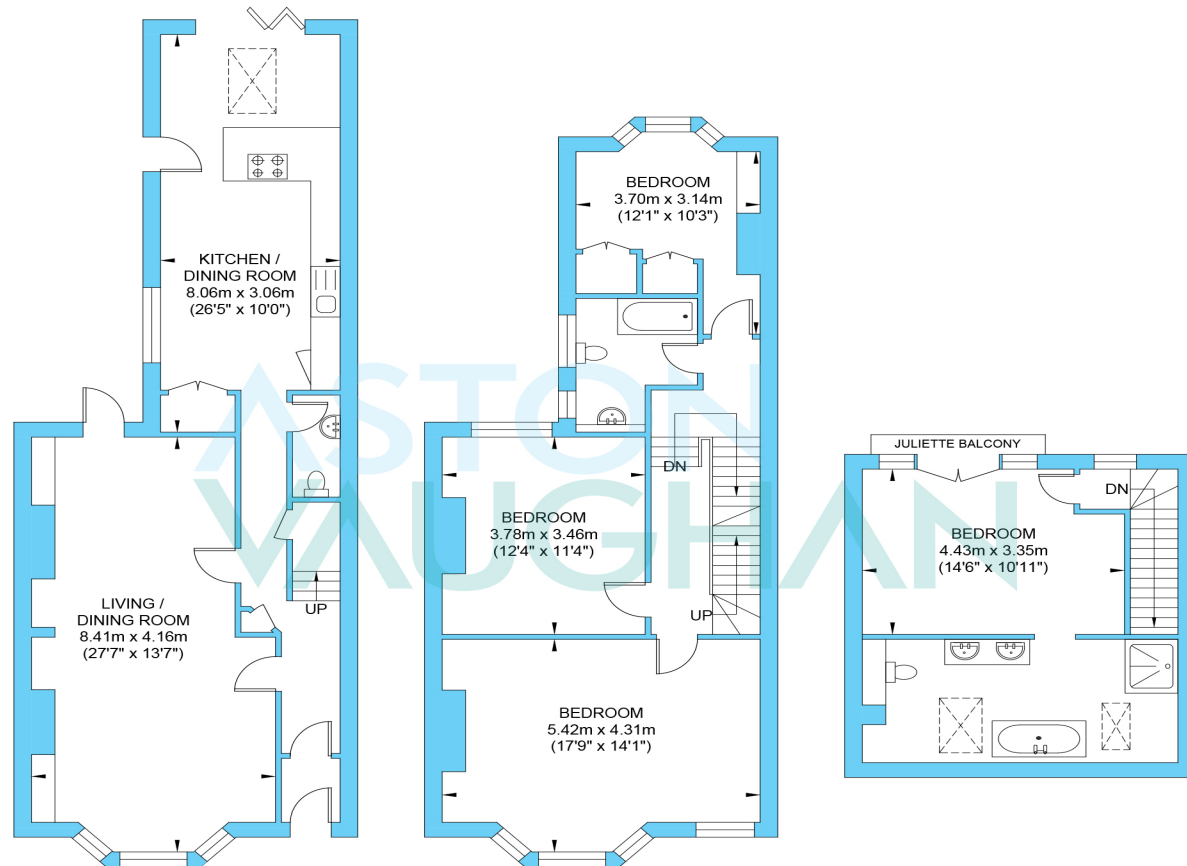 KITCHEN /
DINING ROOM
8.06m x 3.06m
(26'5" x 10'0")
LIVING /
DINING ROOM
8.41m x 4.16m
(27'7" x 13'7")
UP
BEDROOM
3.70m x 3.14m
(12'1" x 10'3")
DN
BEDROOM
3.78m x 3.46m
(12'4" x 11'4")
UP
BEDROOM
5.42m x 4.31m
(17'9" x 14'1")
JULIETTE BALCONY
DN
BEDROOM
4.43m x 3.35m
(14'6" x 10'11")
ASTON
VAUGHAN